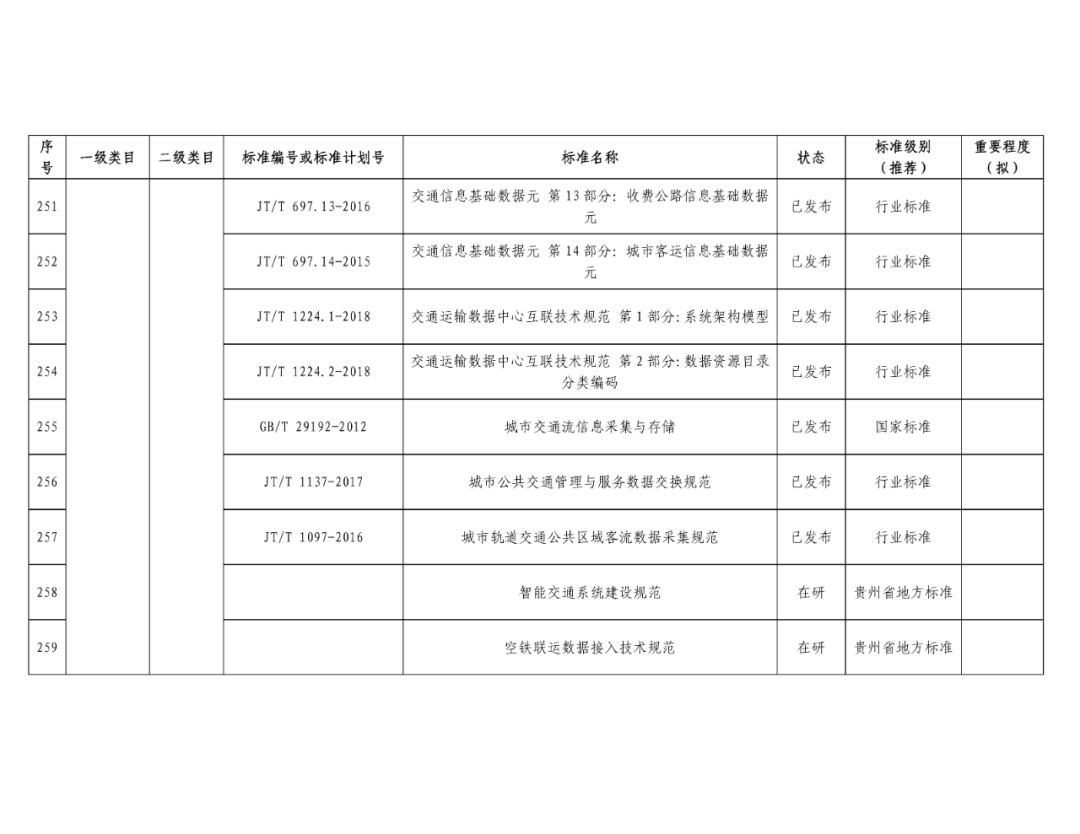 序号 一级类目 二级类目 标准编号或标准计划号 标准名称 状态 标准级别（推荐） 重要程度（拟）
251 JT/T 697.13-2016 交通信息基础数据元 第13部分：收费公路信息基础数据元 已发布 行业标准
252 JT/T 697.14-2015 交通信息基础数据元 第14部分：城市客运信息基础数据元 已发布 行业标准
253 JT/T 1224.1-2018 交通运输数据中心互联技术规范 第1部分:系统架构模型 已发布 行业标准
254 JT/T 1224.2-2018 交通运输数据中心互联技术规范 第2部分:数据资源目录分类编码 已发布 行业标准
255 GB/T 29192-2012 城市交通流信息采集与存储 已发布 国家标准
256 JT/T 1137-2017 城市公共交通管理与服务数据交换规范 已发布 行业标准
257 JT/T 1097-2016 城市轨道交通公共区域客流数据采集规范 已发布 行业标准
258 智能交通系统建设规范 在研 贵州省地方标准
259 空铁联运数据接入技术规范 在研 贵州省地方标准